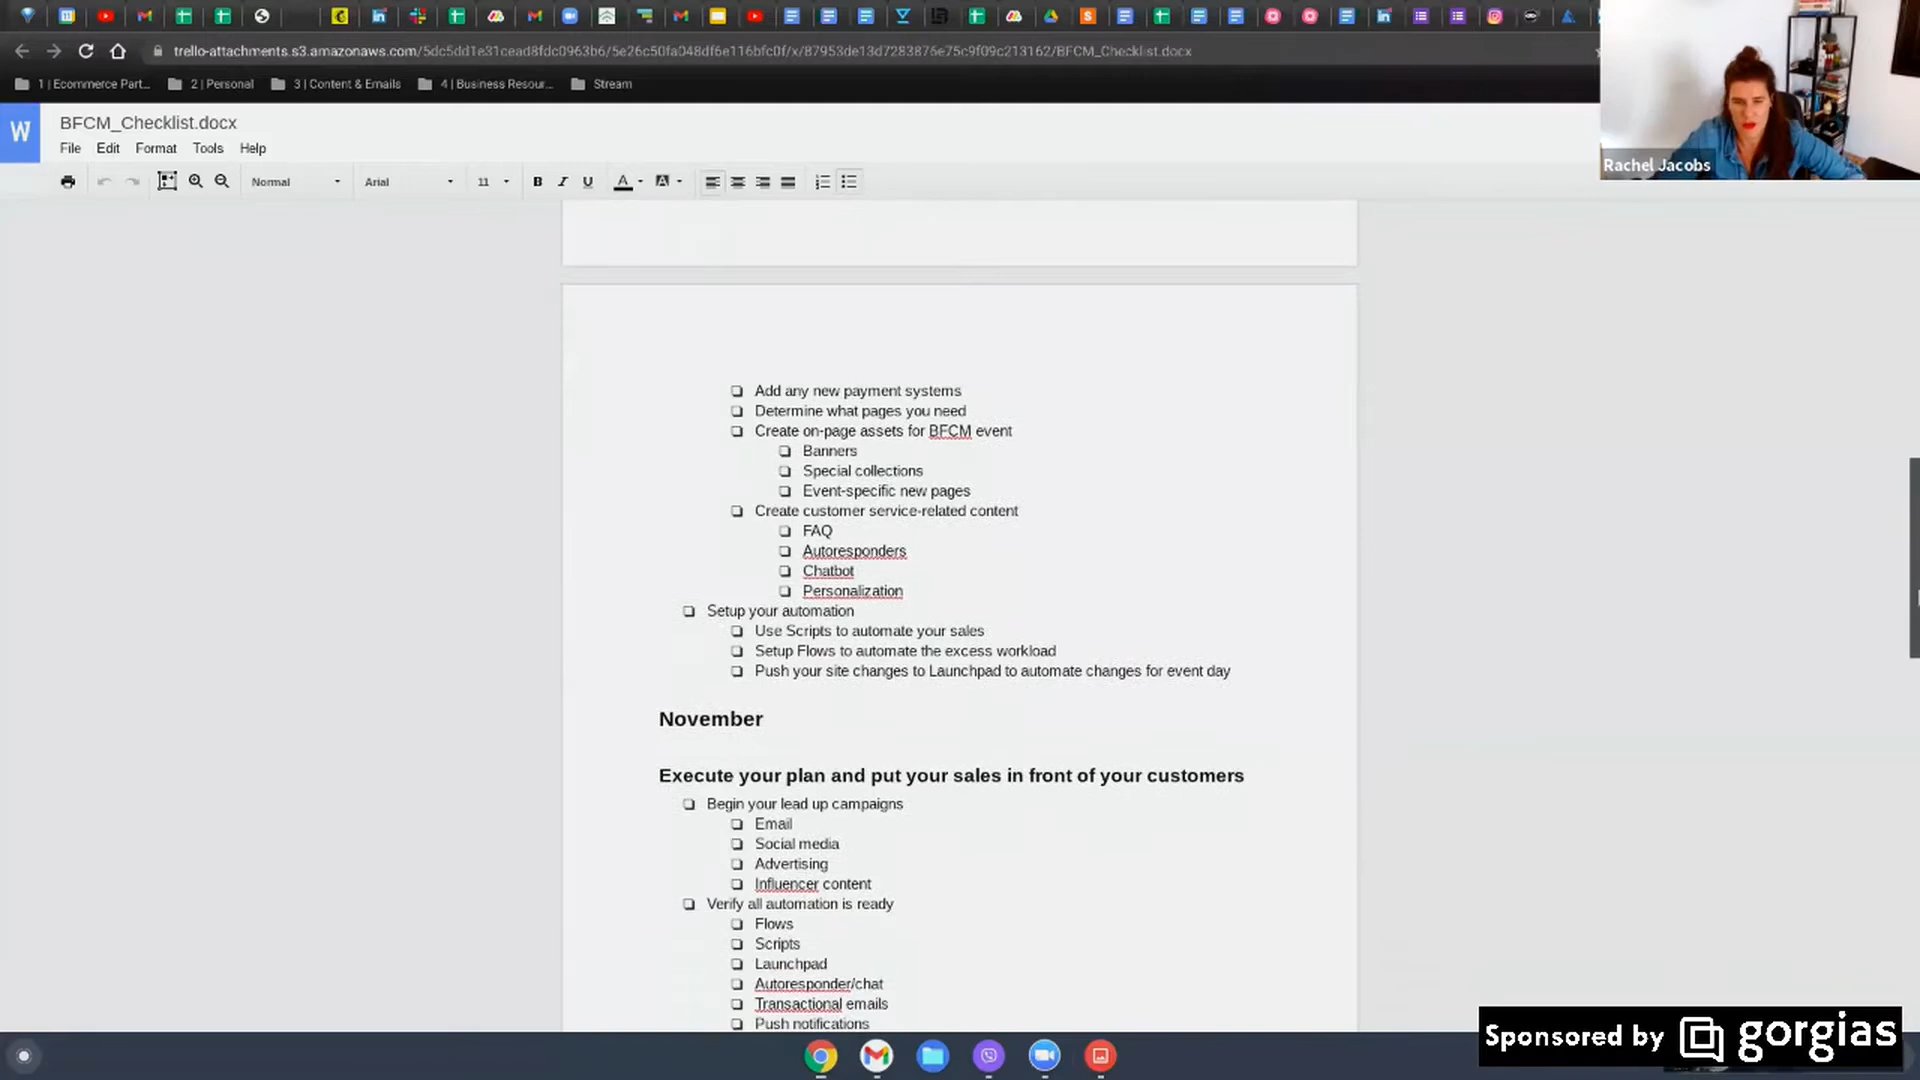 trello-attachments.s3.amazonaws.com/5dc5dd1e31cead8fdc0963b6/5e26c50fa048df6e116bfc0f/x/87953de13d7283876e75c9f09c213162/BFCM_Checklist.docx
1 | Ecommerce Part... 2 | Personal 3 | Content & Emails 4 | Business Resour... Stream
W BFCM_Checklist.docx
File Edit Format Tools Help
Rachel Jacobs
Normal Arial 11 B I U A A
Add any new payment systems
Determine what pages you need
Create on-page assets for BFCM event
Banners
Special collections
Event-specific new pages
Create customer service-related content
FAQ
Autoresponders
Chatbot
Personalization
Setup your automation
Use Scripts to automate your sales
Setup Flows to automate the excess workload
Push your site changes to Launchpad to automate changes for event day
November
Execute your plan and put your sales in front of your customers
Begin your lead up campaigns
Email
Social media
Advertising
Influencer content
Verify all automation is ready
Flows
Scripts
Launchpad
Autoresponder/chat
Transactional emails
Push notifications
Sponsored by gorgias